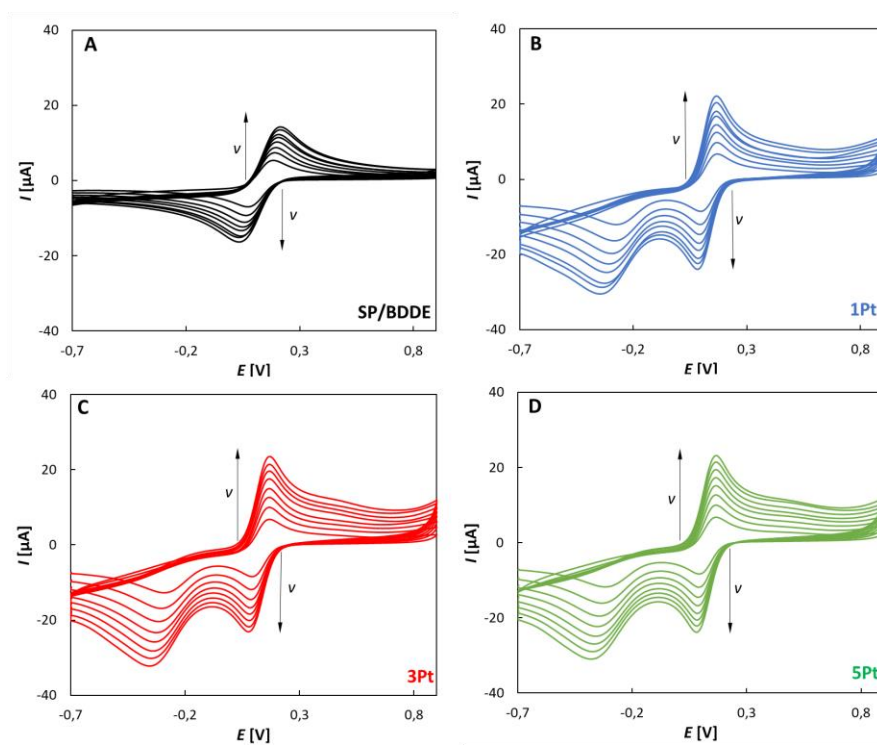 A
40
20
0
-20
-40
I [µA]
v
v
SP/BDDE
-0,7
-0,2
0,3
0,8
E [V]
B
40
20
0
-20
-40
I [µA]
v
v
1Pt
-0,7
-0,2
0,3
0,8
E [V]
C
40
20
0
-20
-40
I [µA]
v
v
3Pt
-0,7
-0,2
0,3
0,8
E [V]
D
40
20
0
-20
-40
I [µA]
v
v
5Pt
-0,7
-0,2
0,3
0,8
E [V]